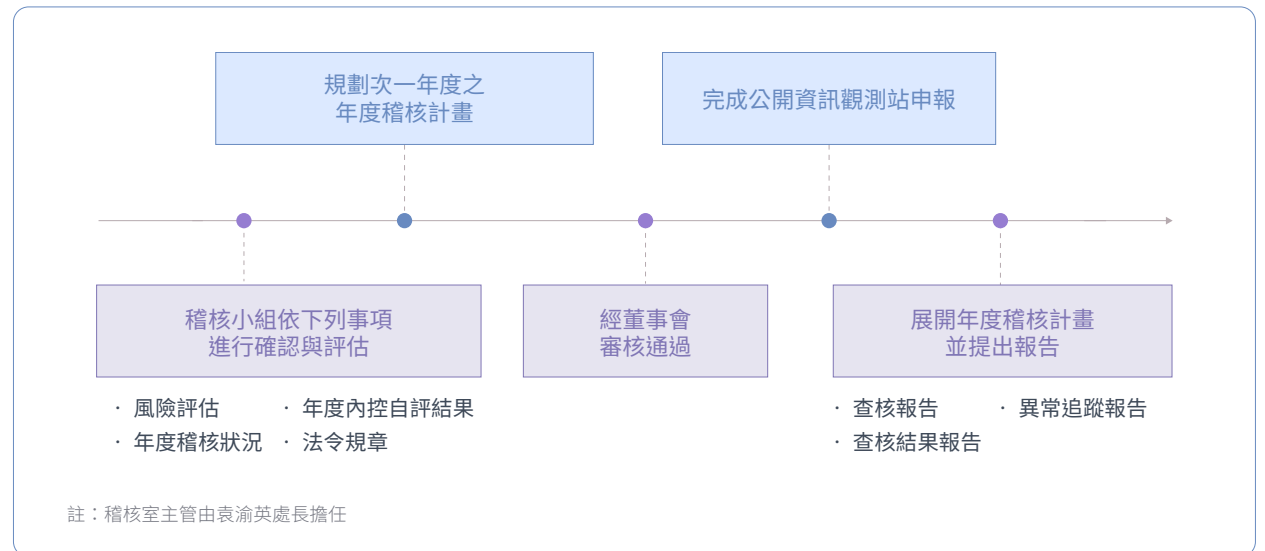 規劃次一年度之
年度稽核計畫
完成公開資訊觀測站申報
稽核小組依下列事項
進行確認與評估
經董事會
審核通過
展開年度稽核計畫
並提出報告
· 風險評估
· 年度內控自評結果
· 年度稽核狀況
· 法令規章
· 查核報告
· 異常追蹤報告
· 查核結果報告
註：稽核室主管由袁渝英處長擔任